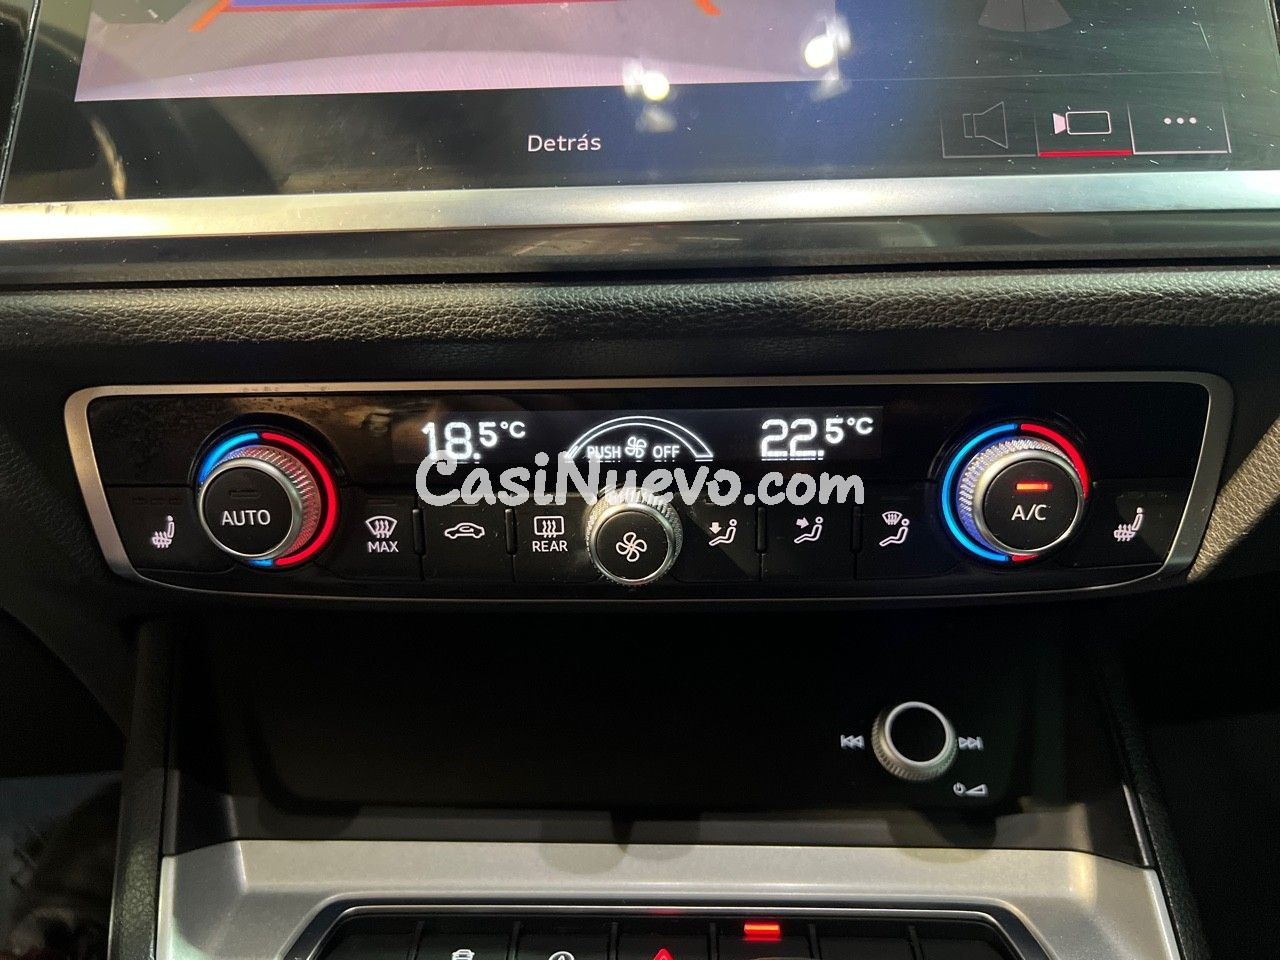 Detrás
18.5°C
PUSH OFF
22.5°C
CasiNuevo.com
AUTO
MAX
REAR
A/C